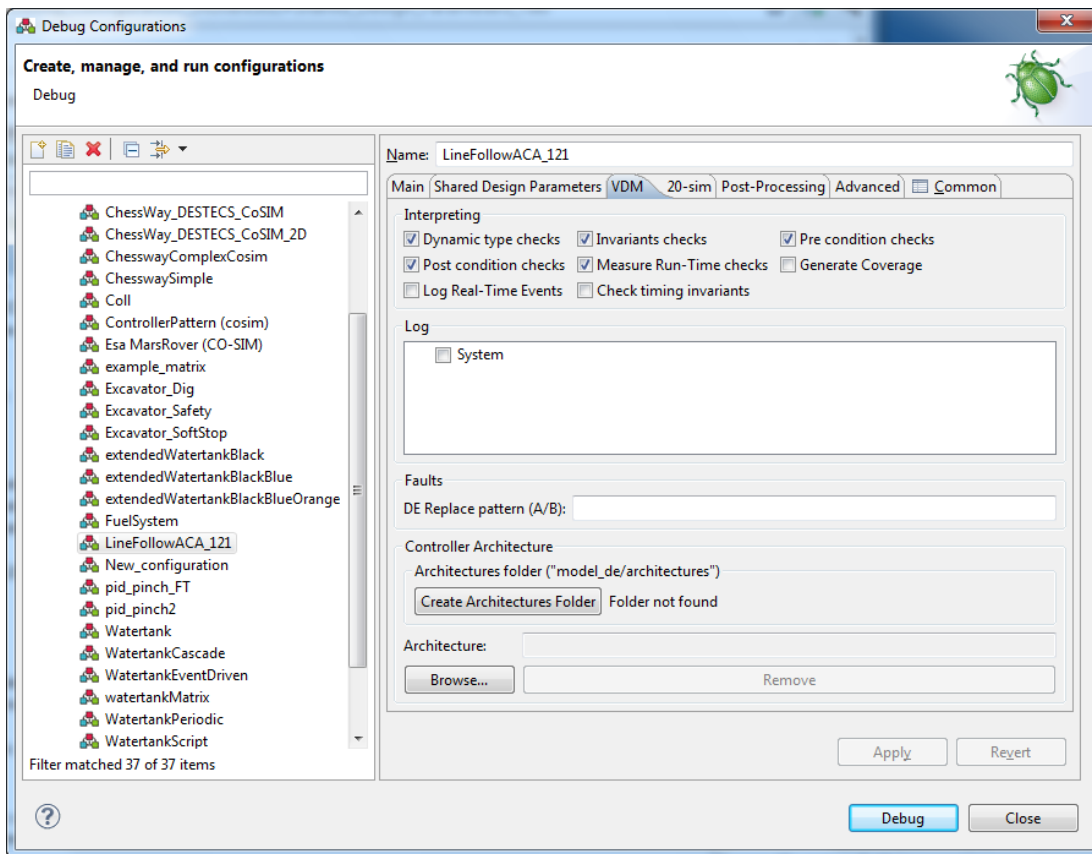 Debug Configurations
Create, manage, and run configurations
Debug
Name: LineFollowACA_121
Main Shared Design Parameters VDM 20-sim Post-Processing Advanced Common
Interpreting
Dynamic type checks Invariants checks Pre condition checks
Post condition checks Measure Run-Time checks Generate Coverage
Log Real-Time Events Check timing invariants
Log
System
Faults
DE Replace pattern (A/B):
Controller Architecture
Architectures folder ("model_de/architectures")
Create Architectures Folder Folder not found
Architecture:
Browse... Remove
Apply Revert
ChessWay_DESTECS_CoSIM
ChessWay_DESTECS_CoSIM_2D
ChesswayComplexCosim
ChesswaySimple
Coll
ControllerPattern (cosim)
Esa MarsRover (CO-SIM)
example_matrix
Excavator_Dig
Excavator_Safety
Excavator_SoftStop
extendedWatertankBlack
extendedWatertankBlackBlue
extendedWatertankBlackBlueOrange
FuelSystem
LineFollowACA_121
New_configuration
pid_pinch_FT
pid_pinch2
Watertank
WatertankCascade
WatertankEventDriven
watertankMatrix
WatertankPeriodic
WatertankScript
Filter matched 37 of 37 items
Debug Close